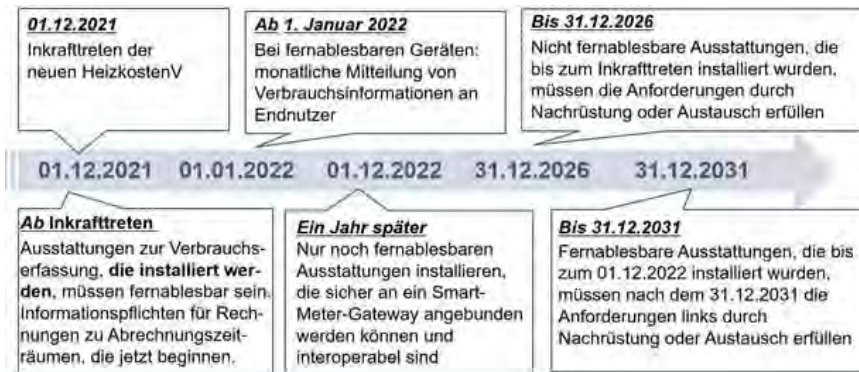 01.12.2021
Inkrafttreten der
neuen HeizkostenV
Ab 1. Januar 2022
Bei fernablesbaren Geräten:
monatliche Mitteilung von
Verbrauchsinformationen an
Endnutzer
Bis 31.12.2026
Nicht fernablesbare Ausstattungen, die
bis zum Inkrafttreten installiert wurden,
müssen die Anforderungen durch
Nachrüstung oder Austausch erfüllen
01.12.2021 01.01.2022 01.12.2022 31.12.2026 31.12.2031
Ab Inkrafttreten
Ausstattungen zur Verbrauchs-
erfassung, die installiert wer-
den, müssen fernablesbar sein.
Informationspflichten für Rech-
nungen zu Abrechnungszeit-
räumen, die jetzt beginnen.
Ein Jahr später
Nur noch fernablesbaren
Ausstattungen installieren,
die sicher an ein Smart-
Meter-Gateway angebunden
werden können und
interoperabel sind
Bis 31.12.2031
Fernablesbare Ausstattungen, die bis
zum 01.12.2022 installiert wurden,
müssen nach dem 31.12.2031 die
Anforderungen links durch
Nachrüstung oder Austausch erfüllen